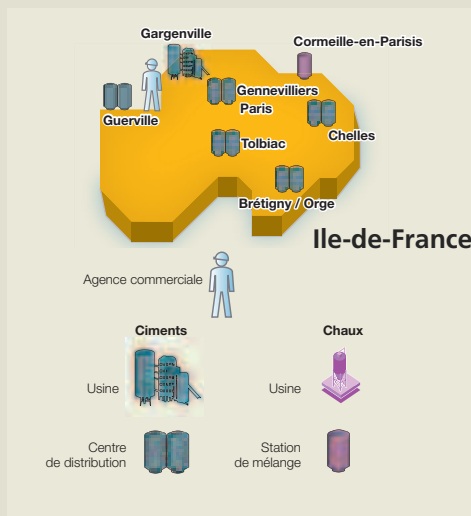 Gargenville
Cormeille-en-Parisis
Gennevilliers
Paris
Guerville
Chelles
Tolbiac
Brétigny / Orge
Ile-de-France
Agence commerciale
Ciments
Chaux
Usine
Usine
Centre
de distribution
Station
de mélange